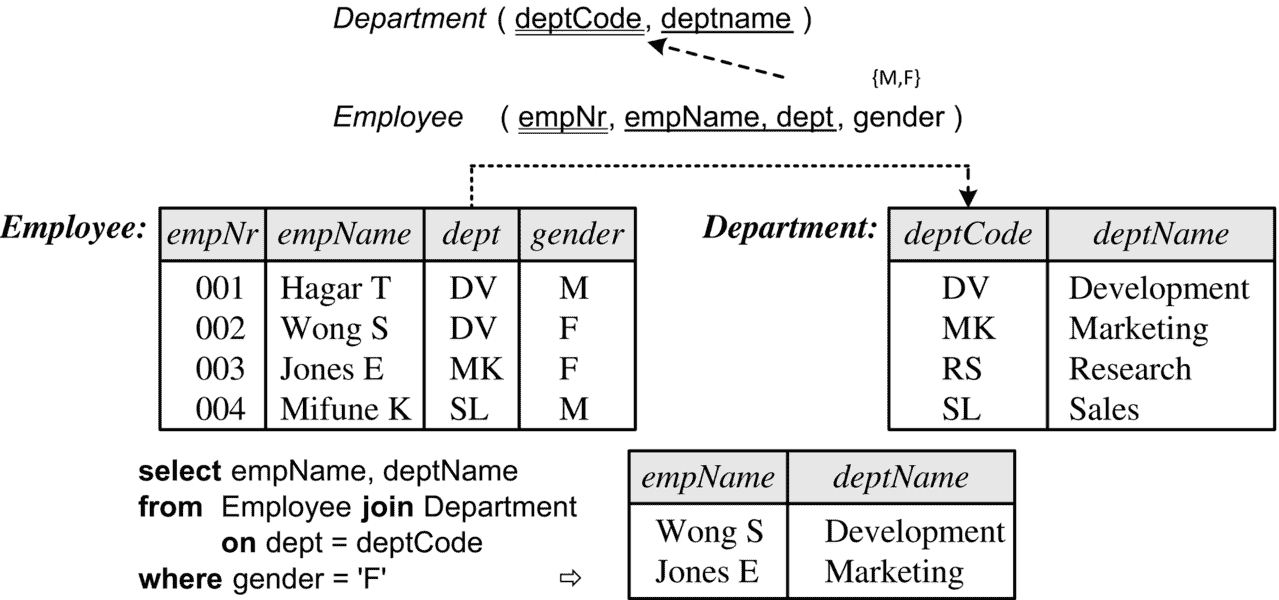 Department ( deptCode, deptname )
{M,F}
Employee ( empNr, empName, dept, gender )
Employee:
empNr empName dept gender
001 Hagar T DV M
002 Wong S DV F
003 Jones E MK F
004 Mifune K SL M
Department:
deptCode deptName
DV Development
MK Marketing
RS Research
SL Sales
select empName, deptName
from Employee join Department
on dept = deptCode
where gender = 'F' ⇨
empName deptName
Wong S Development
Jones E Marketing